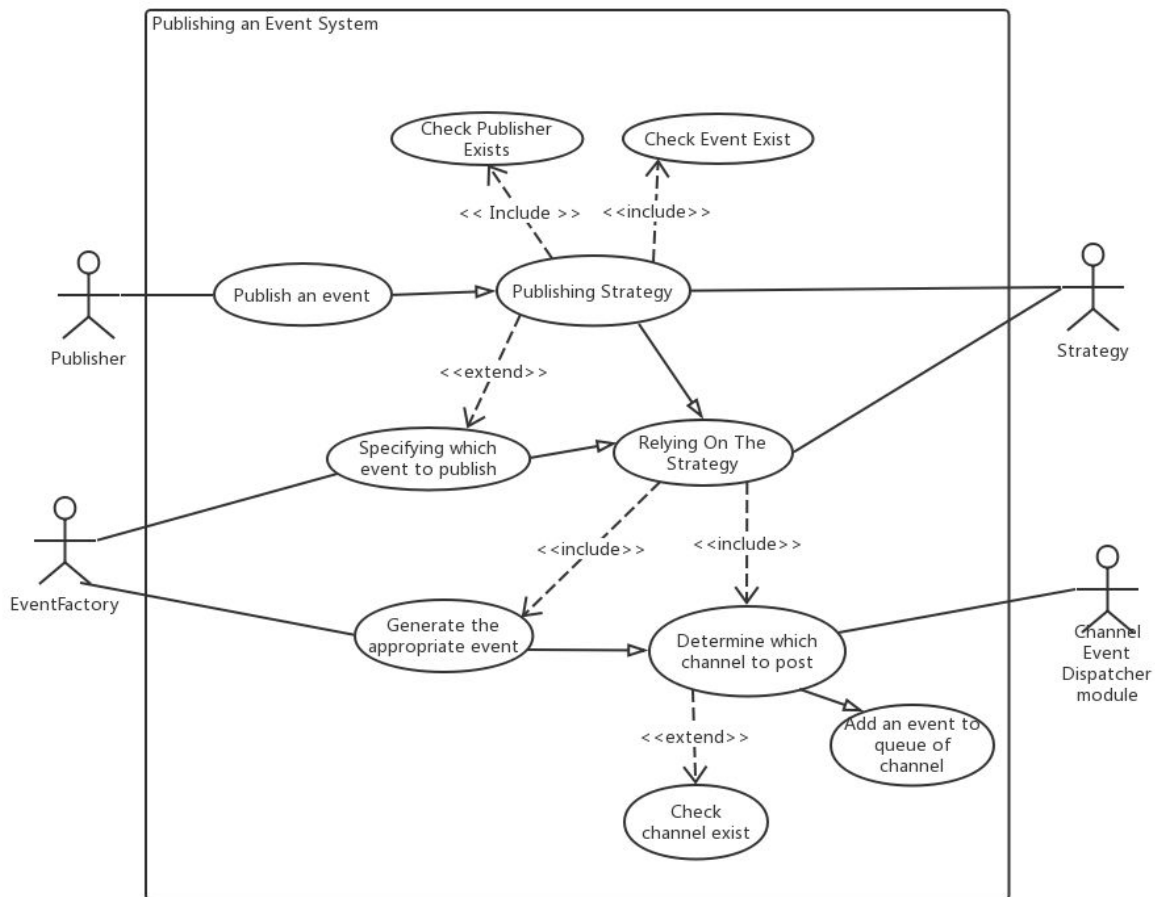 Publishing an Event System
Check Publisher
Exists
Check Event Exist
<< Include >>
<<include>>
Publish an event
Publishing Strategy
Publisher
Strategy
<<extend>>
Specifying which
event to publish
Relying On The
Strategy
<<include>>
<<include>>
EventFactory
Generate the
appropriate event
Determine which
channel to post
Channel
Event
Dispatcher
module
<<extend>>
Add an event to
queue of
channel
Check
channel exist